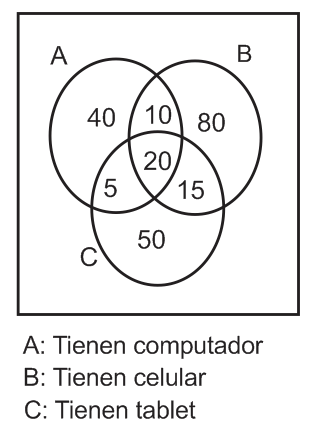 A
B
40
10
80
20
5
15
50
C
A: Tienen computador
B: Tienen celular
C: Tienen tablet